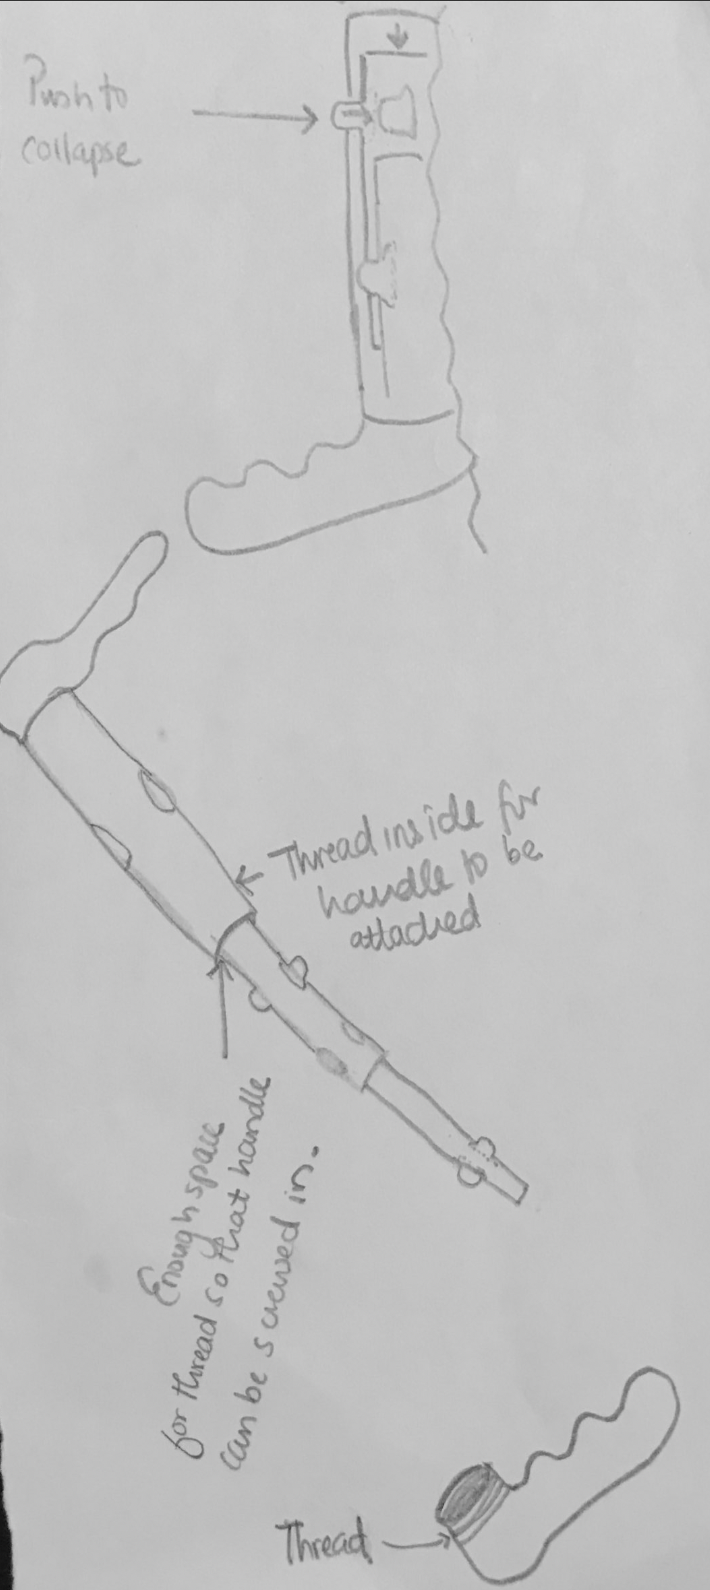 Push to
collapse
Thread inside for
handle to be
attached
Enough space
for thread so that handle
can be screwed in.
Thread